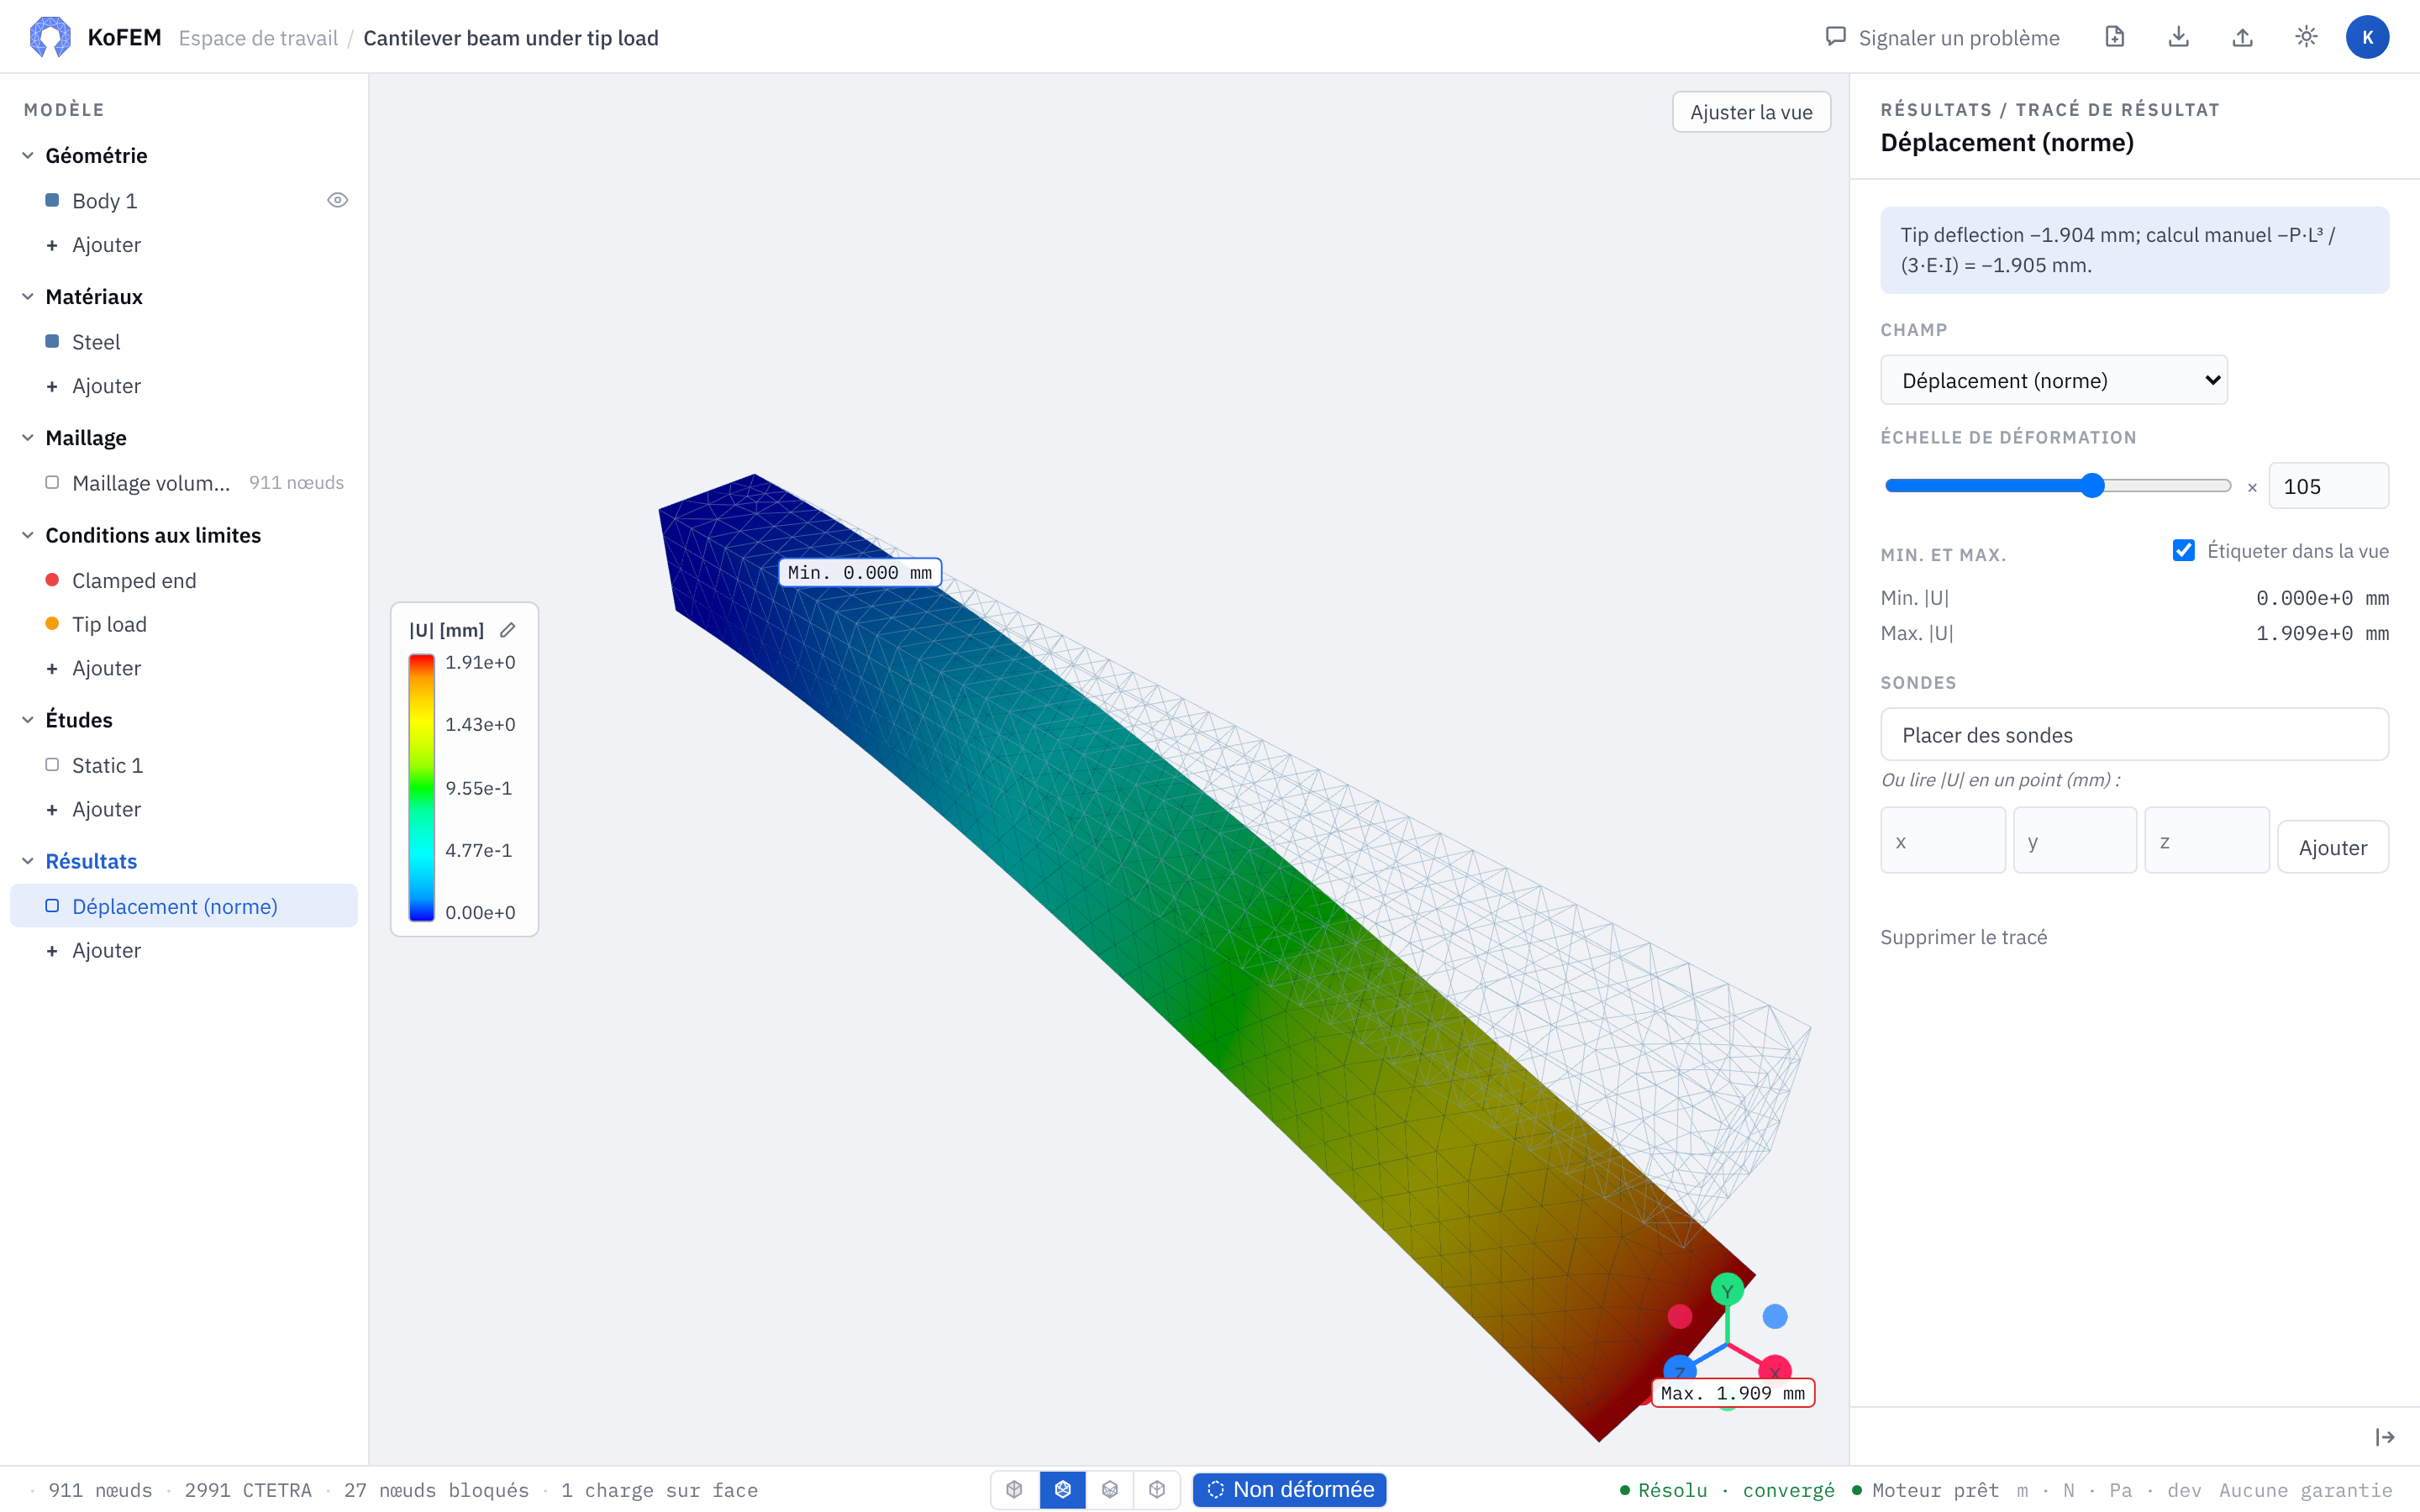 KoFEM Espace de travail / Cantilever beam under tip load
Signaler un problème
K
MODÈLE
Géométrie
Body 1
+ Ajouter
Matériaux
Steel
+ Ajouter
Maillage
Maillage volum... 911 nœuds
Conditions aux limites
Clamped end
Tip load
+ Ajouter
Études
Static 1
+ Ajouter
Résultats
Déplacement (norme)
+ Ajouter
Ajuster la vue
Min. 0.000 mm
|U| [mm]
1.91e+0
1.43e+0
9.55e-1
4.77e-1
0.00e+0
Y
Z
X
Max. 1.909 mm
RÉSULTATS / TRACÉ DE RÉSULTAT
Déplacement (norme)
Tip deflection −1.904 mm; calcul manuel −P·L³ /
(3·E·I) = −1.905 mm.
CHAMP
Déplacement (norme)
ÉCHELLE DE DÉFORMATION
× 105
MIN. ET MAX. Étiqueter dans la vue
Min. |U| 0.000e+0 mm
Max. |U| 1.909e+0 mm
SONDES
Placer des sondes
Ou lire |U| en un point (mm) :
x y z Ajouter
Supprimer le tracé
· 911 nœuds · 2991 CTETRA · 27 nœuds bloqués · 1 charge sur face
Non déformée
Résolu · convergé Moteur prêt m · N · Pa · dev Aucune garantie